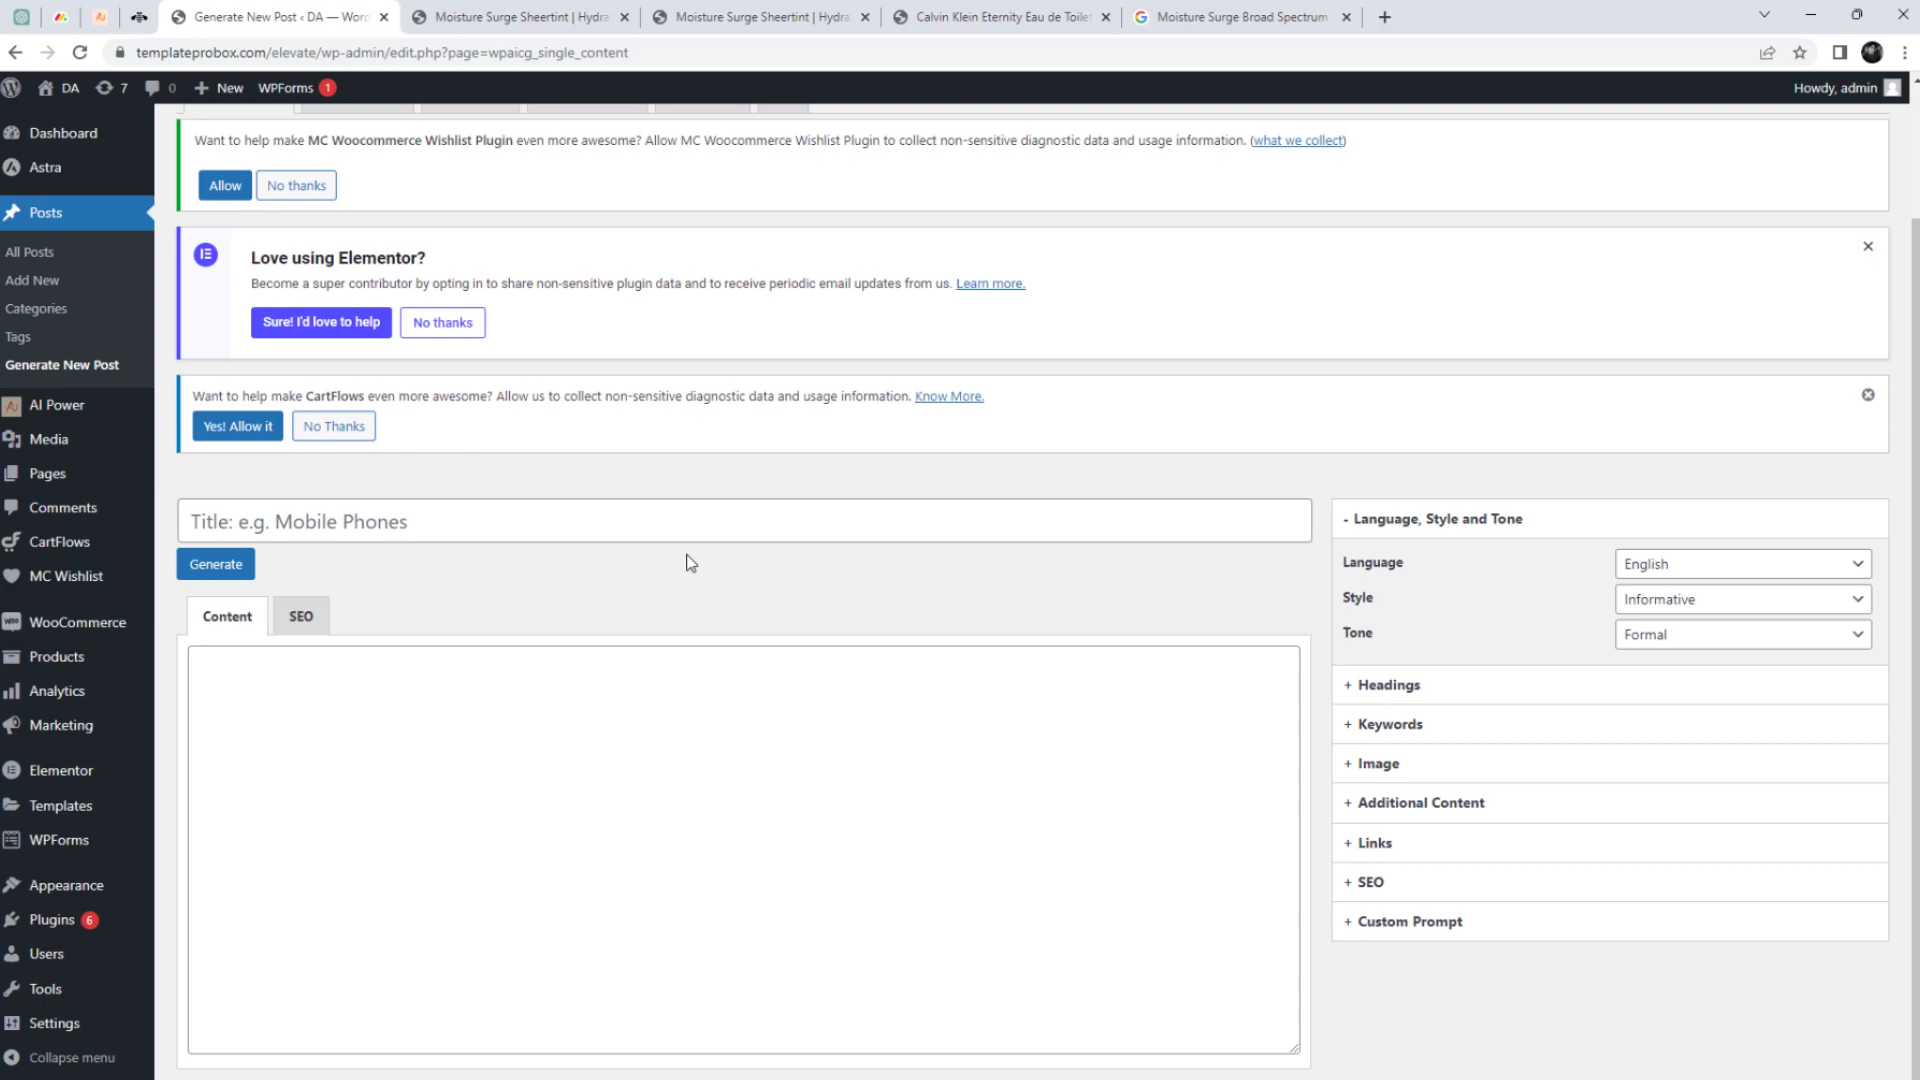 Generate New Post ‹ DA — Worc
Moisture Surge Sheertint | Hydra
Moisture Surge Sheertint | Hydra
Calvin Klein Eternity Eau de Toilet
Moisture Surge Broad Spectrum
templateprobox.com/elevate/wp-admin/edit.php?page=wpaicg_single_content
DA
7
0
New
WPForms
1
Howdy, admin
Dashboard
Astra
Posts
All Posts
Add New
Categories
Tags
Generate New Post
AI Power
Media
Pages
Comments
CartFlows
MC Wishlist
WooCommerce
Products
Analytics
Marketing
Elementor
Templates
WPForms
Appearance
Plugins 6
Users
Tools
Settings
Collapse menu
Want to help make MC Woocommerce Wishlist Plugin even more awesome? Allow MC Woocommerce Wishlist Plugin to collect non-sensitive diagnostic data and usage information. (what we collect)
Allow
No thanks
Love using Elementor?
Become a super contributor by opting in to share non-sensitive plugin data and to receive periodic email updates from us. Learn more.
Sure! I'd love to help
No thanks
Want to help make CartFlows even more awesome? Allow us to collect non-sensitive diagnostic data and usage information. Know More.
Yes! Allow it
No Thanks
Title: e.g. Mobile Phones
Generate
Content
SEO
- Language, Style and Tone
Language
English
Style
Informative
Tone
Formal
+ Headings
+ Keywords
+ Image
+ Additional Content
+ Links
+ SEO
+ Custom Prompt